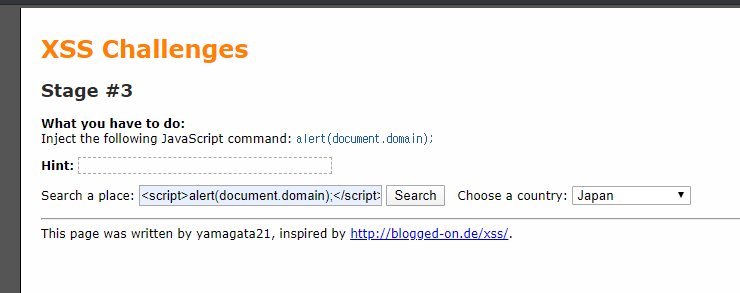 XSS Challenges
Stage #3
What you have to do:
Inject the following JavaScript command: alert(document.domain);
Hint:
Search a place: <script>alert(document.domain);</script> Search Choose a country: Japan
This page was written by yamagata21, inspired by http://blogged-on.de/xss/.